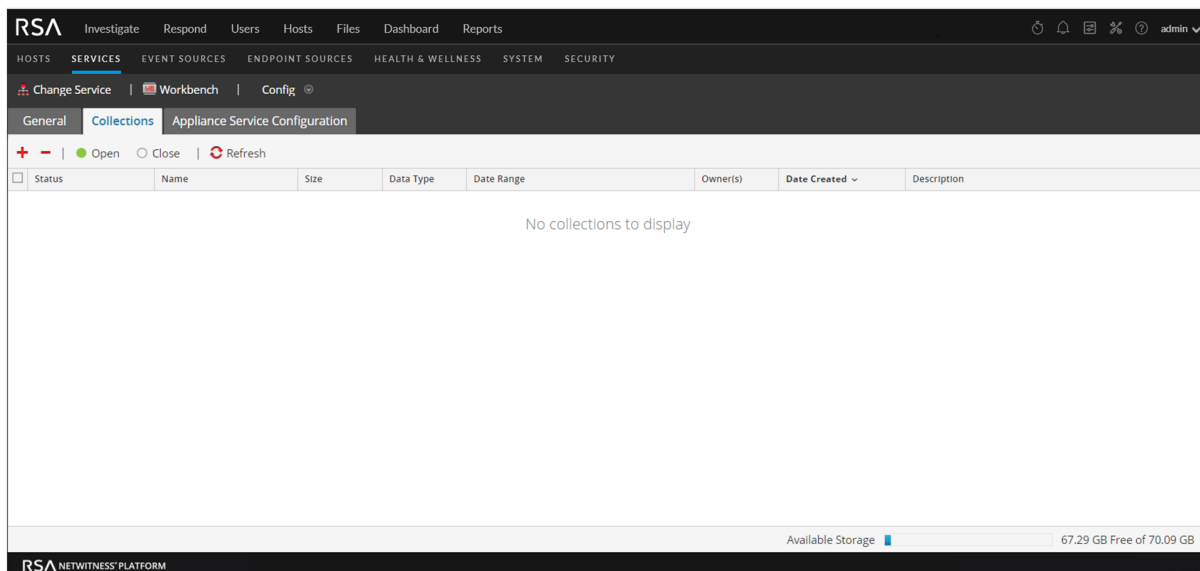 RSA Investigate Respond Users Hosts Files Dashboard Reports admin
HOSTS SERVICES EVENT SOURCES ENDPOINT SOURCES HEALTH & WELLNESS SYSTEM SECURITY
Change Service | Workbench | Config
General Collections Appliance Service Configuration
+ - | Open Close | Refresh
Status Name Size Data Type Date Range Owner(s) Date Created Description
No collections to display
Available Storage 67.29 GB Free of 70.09 GB
RSA NETWITNESS® PLATFORM